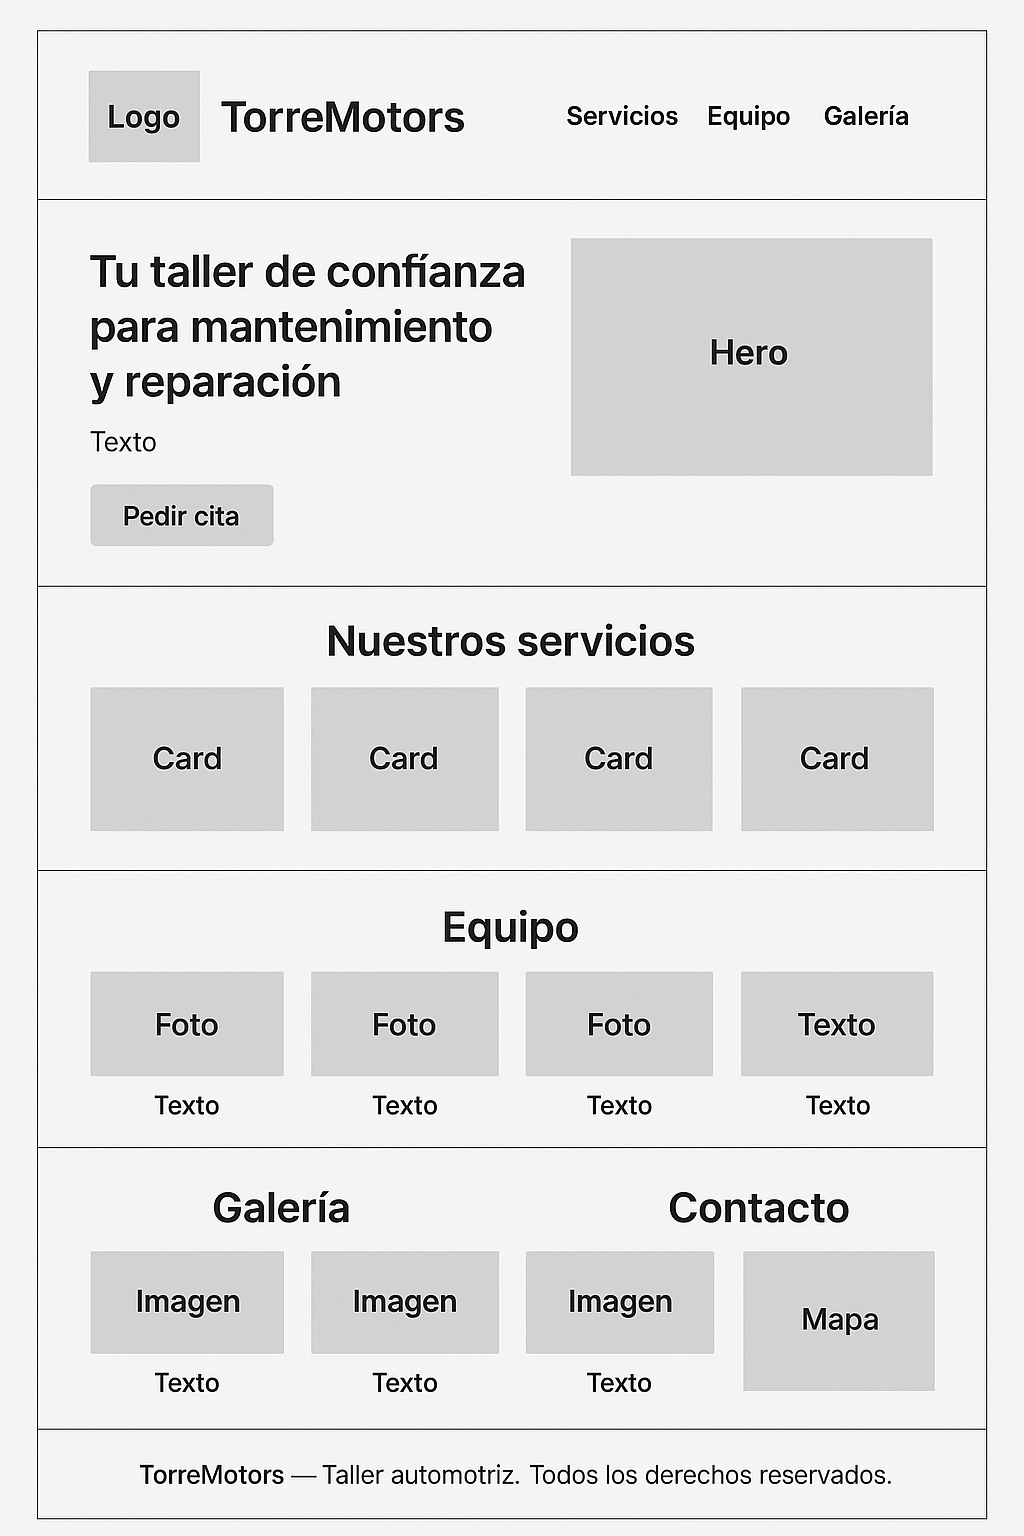 Logo
TorreMotors
Servicios Equipo Galería
Tu taller de confíanza
para mantenimiento
y reparación
Texto
Pedir cita
Hero
Nuestros servicios
Card Card Card Card
Equipo
Foto Foto Foto Texto
Texto Texto Texto Texto
Galería Contacto
Imagen Imagen Imagen Mapa
Texto Texto Texto
TorreMotors — Taller automotriz. Todos los derechos reservados.